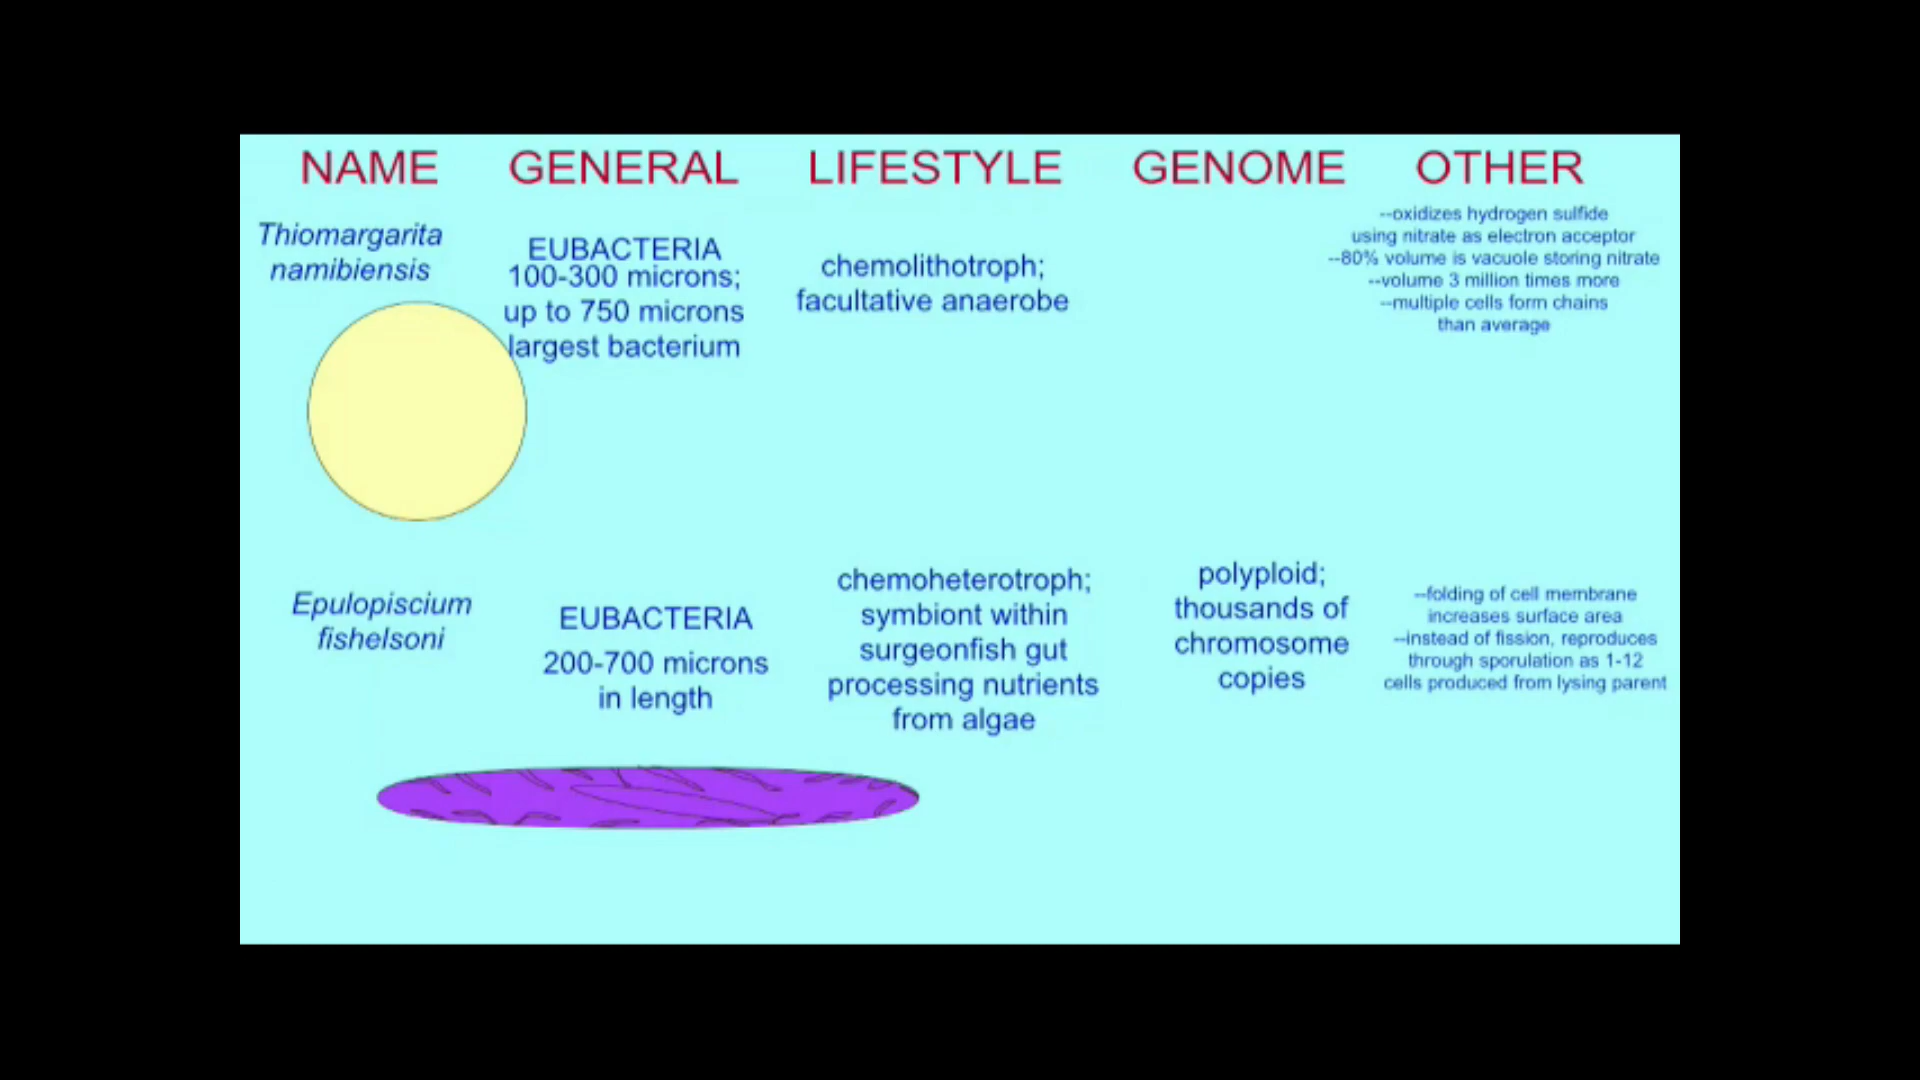 NAME GENERAL LIFESTYLE GENOME OTHER
Thiomargarita
namibiensis
EUBACTERIA
100-300 microns;
up to 750 microns
largest bacterium
chemolithotroph;
facultative anaerobe
--oxidizes hydrogen sulfide
using nitrate as electron acceptor
--80% volume is vacuole storing nitrate
--volume 3 million times more
--multiple cells form chains
than average
Epulopiscium
fishelsoni
EUBACTERIA
200-700 microns
in length
chemoheterotroph;
symbiont within
surgeonfish gut
processing nutrients
from algae
polyploid;
thousands of
chromosome
copies
--folding of cell membrane
increases surface area
--instead of fission, reproduces
through sporulation as 1-12
cells produced from lysing parent